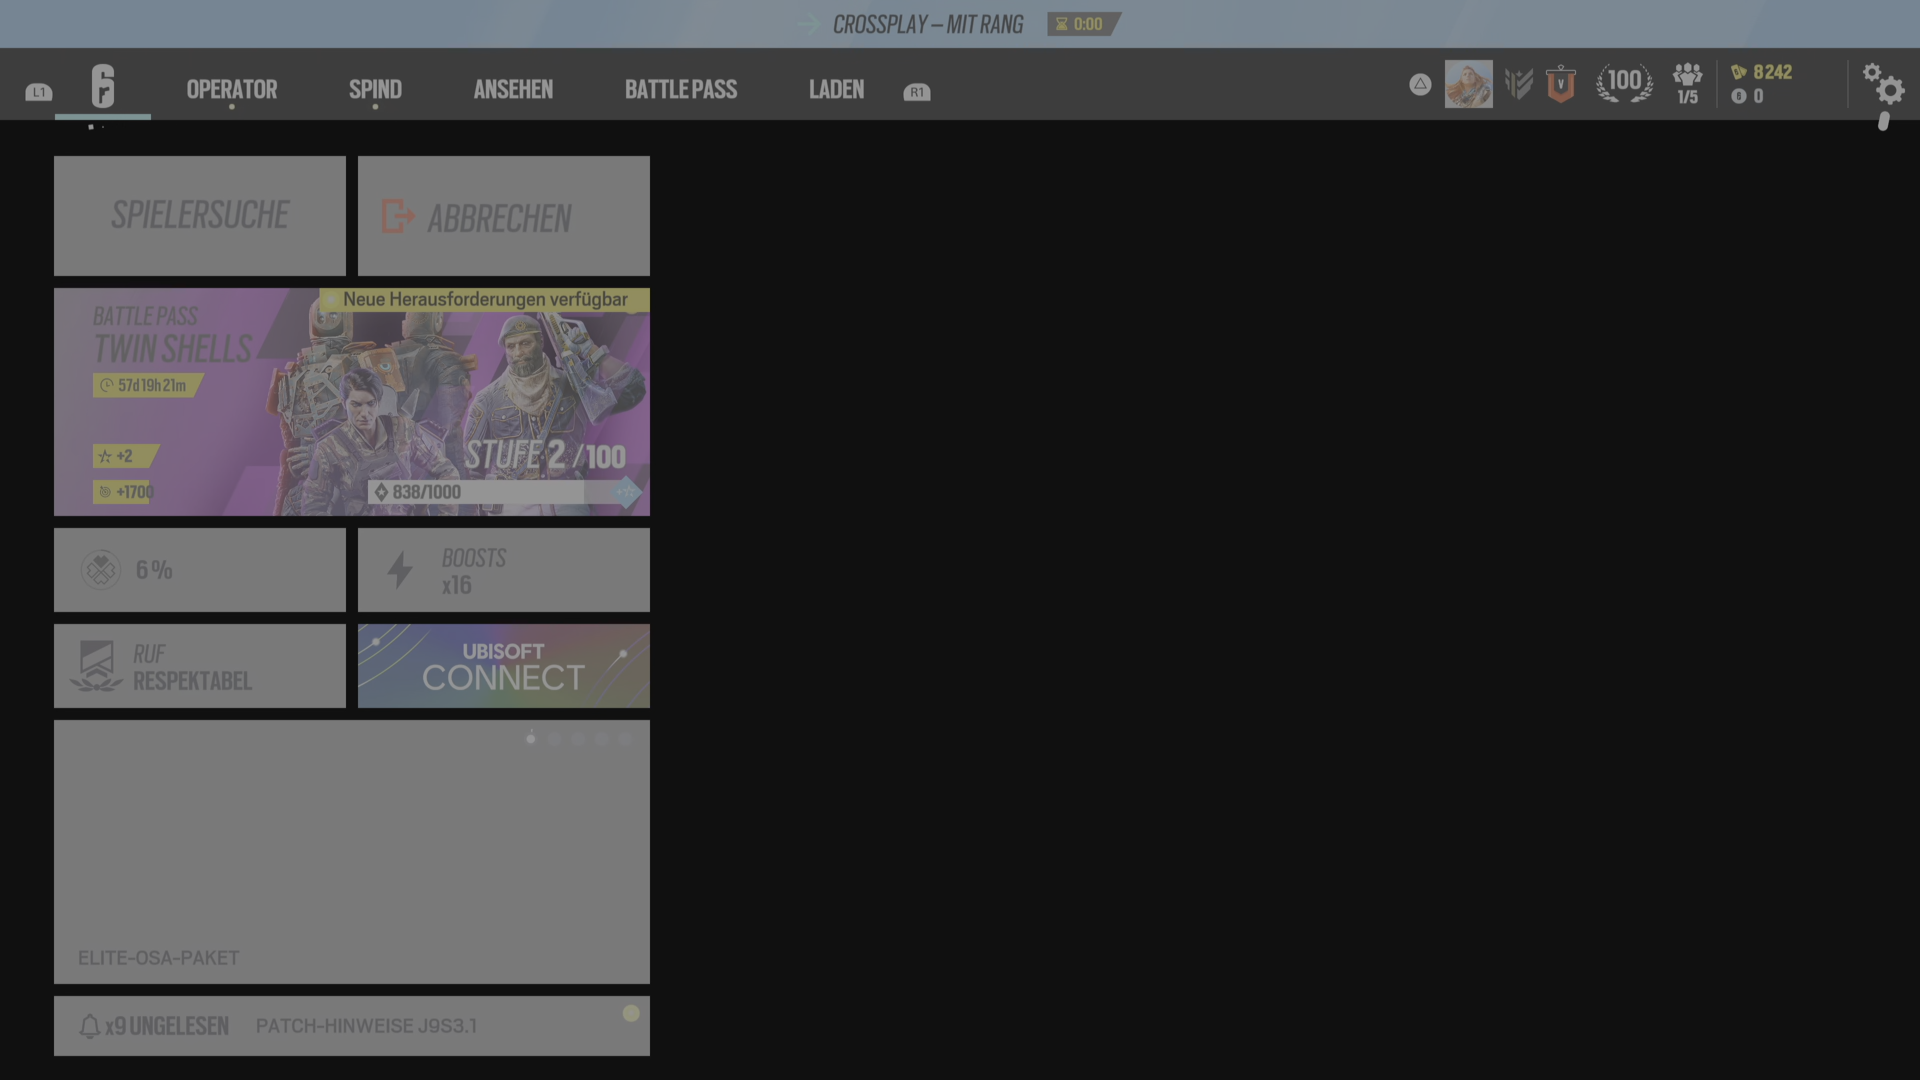 CROSSPLAY – MIT RANG 0:00
L1 OPERATOR SPIND ANSEHEN BATTLE PASS LADEN R1
V 100 1/5 8 242
0
SPIELERSUCHE
ABBRECHEN
Neue Herausforderungen verfügbar
BATTLE PASS
TWIN SHELLS
57d 19h 21m
+2
+1700
STUFE 2 /100
838/1000
6 %
BOOSTS
x16
RUF
RESPEKTABEL
UBISOFT
CONNECT
ELITE-OSA-PAKET
x9 UNGELESEN PATCH-HINWEISE J9S3.1